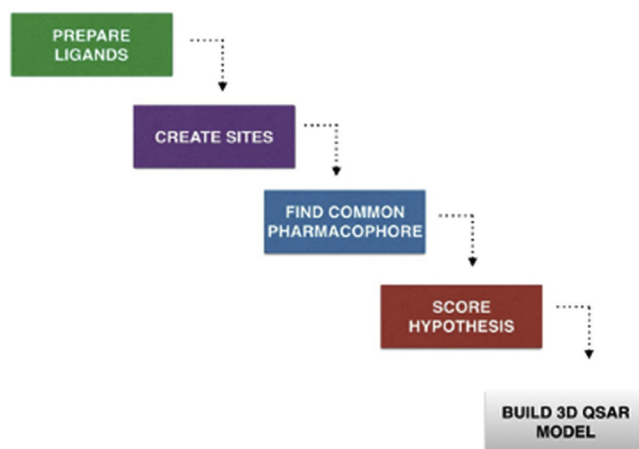 PREPARE
LIGANDS
CREATE SITES
FIND COMMON
PHARMACOPHORE
SCORE
HYPOTHESIS
BUILD 3D QSAR
MODEL